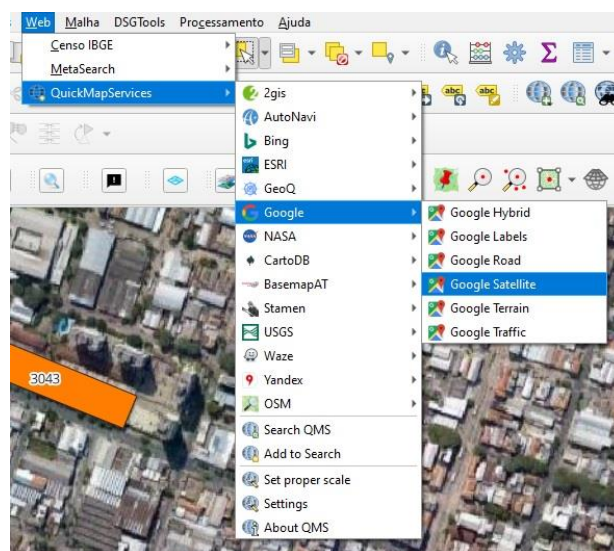 Web Malha DSGTools Processamento Ajuda
Censo IBGE
MetaSearch
QuickMapServices
2gis
AutoNavi
Bing
ESRI
GeoQ
Google
NASA
CartoDB
BasemapAT
Stamen
USGS
Waze
Yandex
OSM
Search QMS
Add to Search
Set proper scale
Settings
About QMS
Google Hybrid
Google Labels
Google Road
Google Satellite
Google Terrain
Google Traffic
abc abc
3043